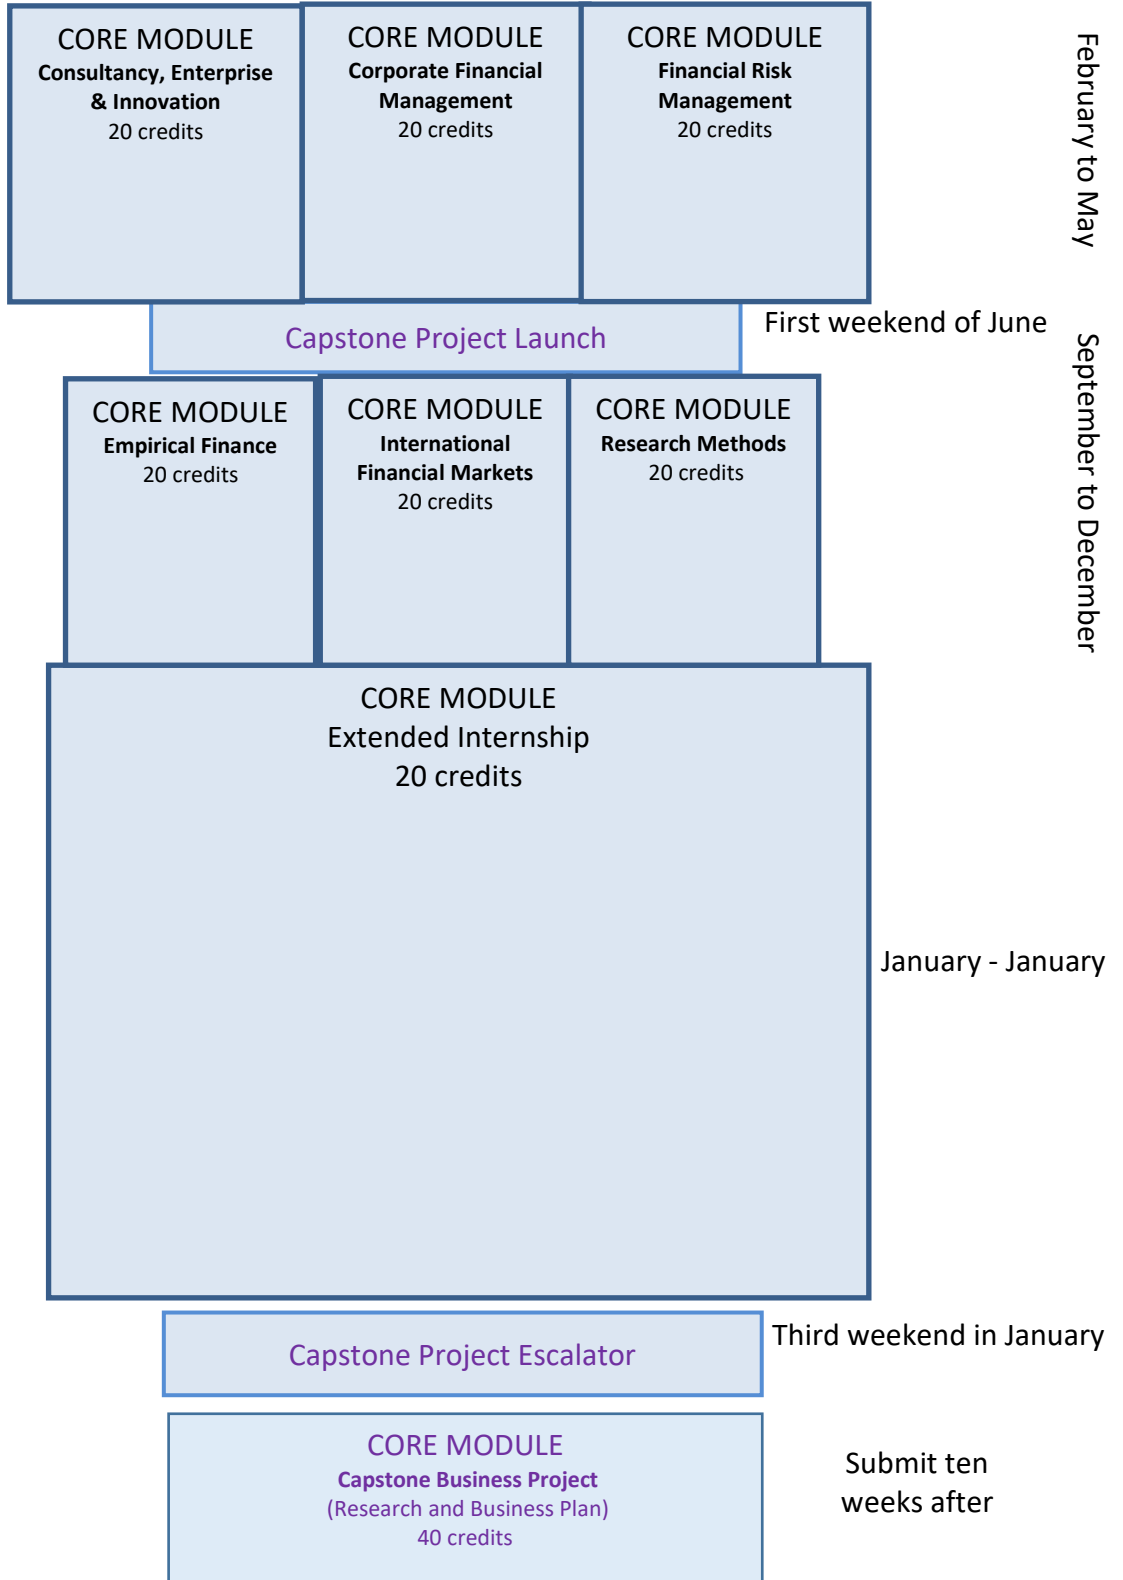 CORE MODULE
Consultancy, Enterprise
& Innovation
20 credits
CORE MODULE
Corporate Financial
Management
20 credits
CORE MODULE
Financial Risk
Management
20 credits
February to May
Capstone Project Launch
First weekend of June
CORE MODULE
Empirical Finance
20 credits
CORE MODULE
International
Financial Markets
20 credits
CORE MODULE
Research Methods
20 credits
September to December
CORE MODULE
Extended Internship
20 credits
January - January
Capstone Project Escalator
Third weekend in January
CORE MODULE
Capstone Business Project
(Research and Business Plan)
40 credits
Submit ten
weeks after